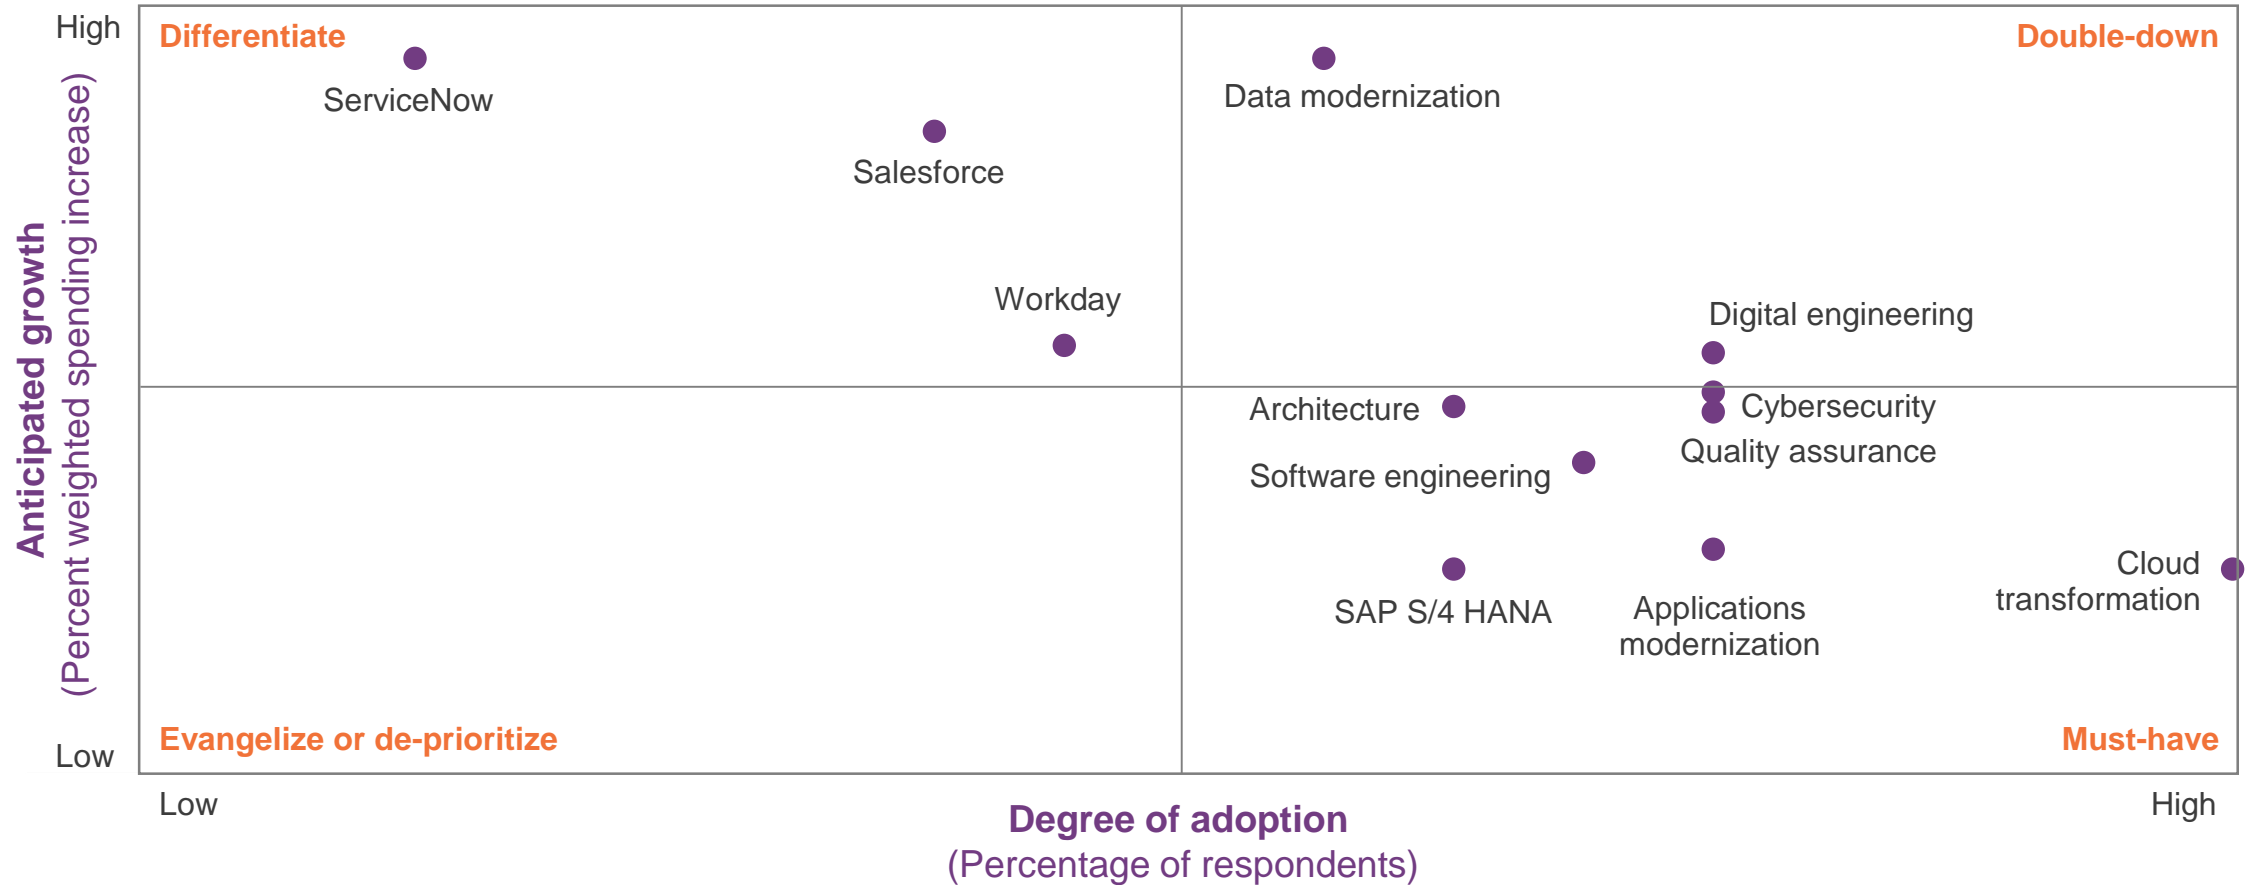 High
Differentiate
Double-down
ServiceNow
Data modernization
Salesforce
Workday
Digital engineering
Architecture
Cybersecurity
Quality assurance
Software engineering
SAP S/4 HANA
Applications
modernization
Cloud
transformation
Evangelize or de-prioritize
Must-have
Low
Anticipated growth
(Percent weighted spending increase)
Low
High
Degree of adoption
(Percentage of respondents)